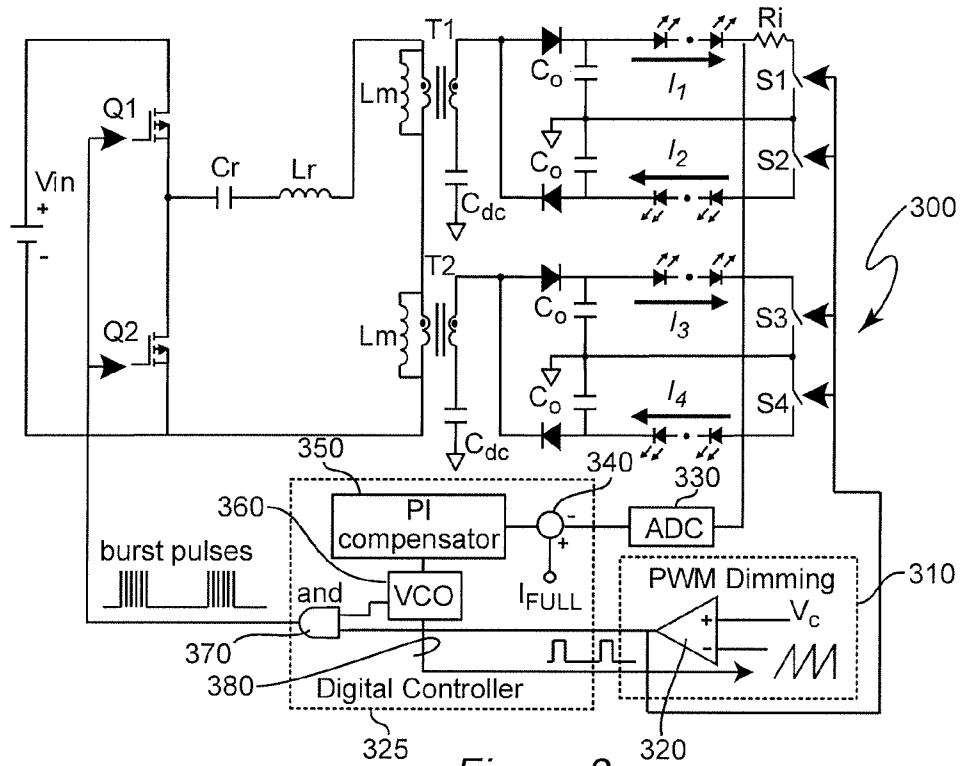 T1
Ri
Q1
Lm
Co
I1
S1
Vin
+
-
Cr
Lr
Co
I2
S2
Cdc
300
T2
Q2
Lm
Co
I3
S3
Co
I4
S4
Cdc
350
340
330
360
PI
compensator
-
+
ADC
burst pulses
and
VCO
IFULL
PWM Dimming
310
+
Vc
-
370
380
Digital Controller
325
320